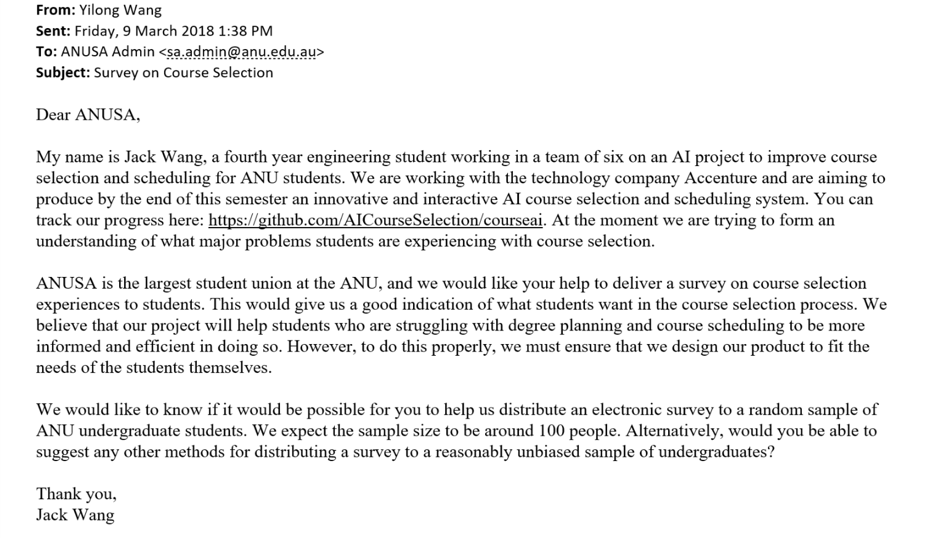 From: Yilong Wang
Sent: Friday, 9 March 2018 1:38 PM
To: ANUSA Admin <sa.admin@anu.edu.au>
Subject: Survey on Course Selection
Dear ANUSA,
My name is Jack Wang, a fourth year engineering student working in a team of six on an AI project to improve course
selection and scheduling for ANU students. We are working with the technology company Accenture and are aiming to
produce by the end of this semester an innovative and interactive AI course selection and scheduling system. You can
track our progress here: https://github.com/AICourseSelection/courseai. At the moment we are trying to form an
understanding of what major problems students are experiencing with course selection.
ANUSA is the largest student union at the ANU, and we would like your help to deliver a survey on course selection
experiences to students. This would give us a good indication of what students want in the course selection process. We
believe that our project will help students who are struggling with degree planning and course scheduling to be more
informed and efficient in doing so. However, to do this properly, we must ensure that we design our product to fit the
needs of the students themselves.
We would like to know if it would be possible for you to help us distribute an electronic survey to a random sample of
ANU undergraduate students. We expect the sample size to be around 100 people. Alternatively, would you be able to
suggest any other methods for distributing a survey to a reasonably unbiased sample of undergraduates?
Thank you,
Jack Wang